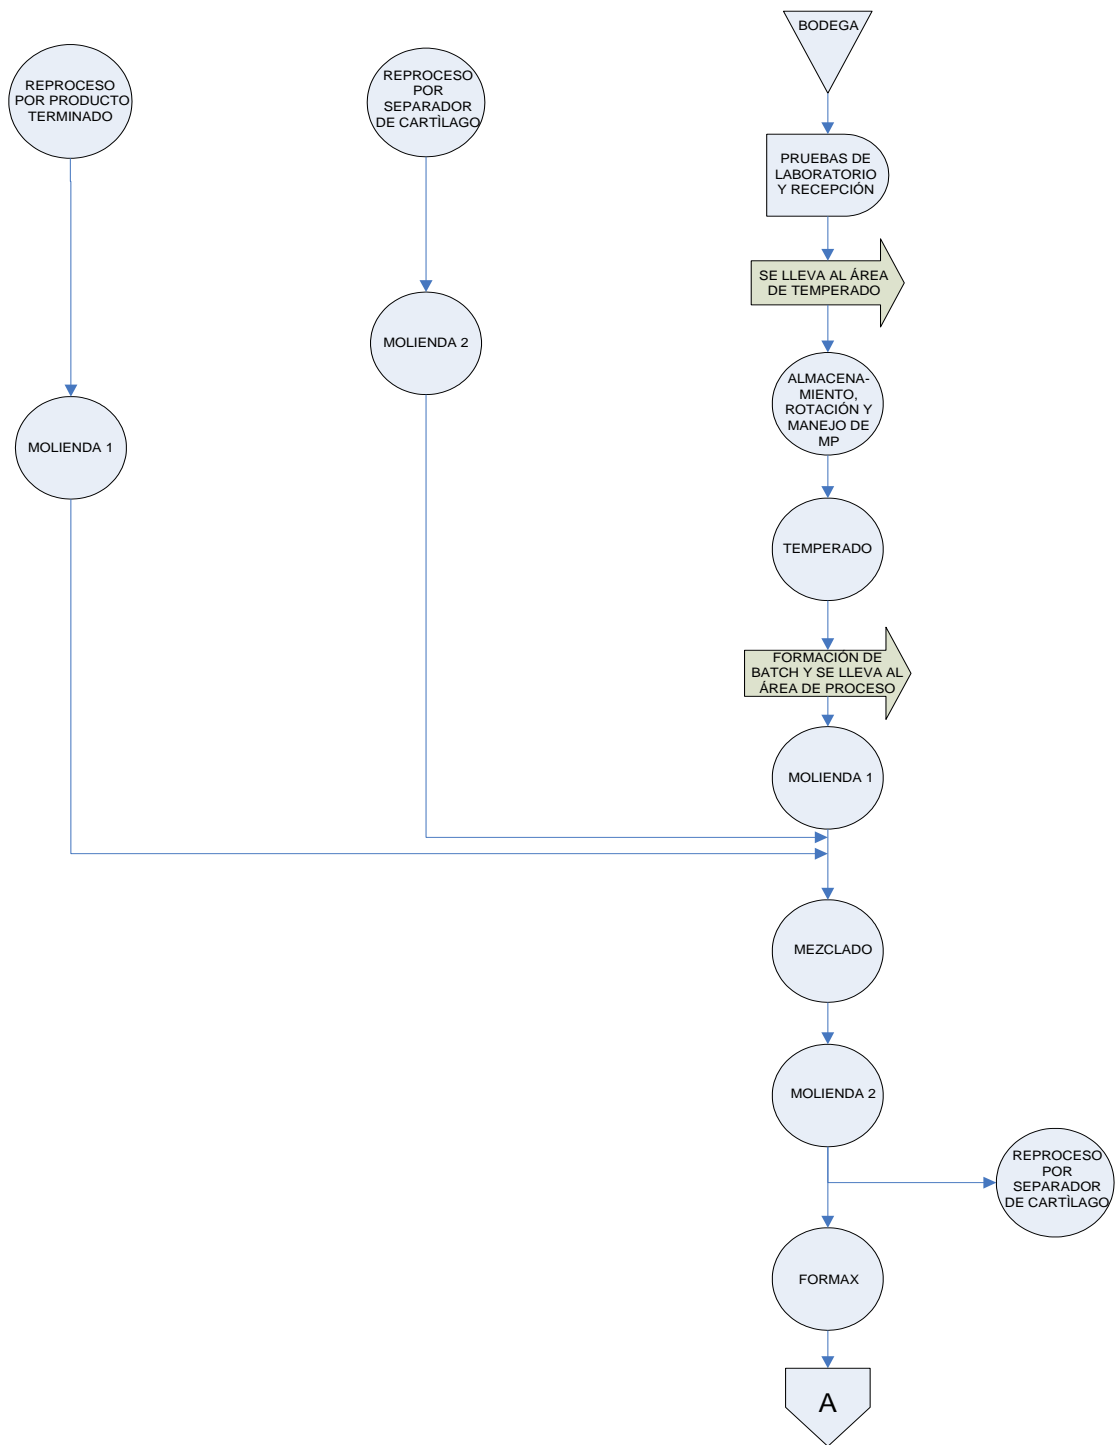 BODEGA
REPROCESO
POR PRODUCTO
TERMINADO
REPROCESO
POR
SEPARADOR
DE CARTÌLAGO
PRUEBAS DE
LABORATORIO
Y RECEPCIÓN
SE LLEVA AL ÁREA
DE TEMPERADO
MOLIENDA 2
ALMACENA-
MIENTO,
ROTACIÓN Y
MANEJO DE
MP
MOLIENDA 1
TEMPERADO
FORMACIÓN DE
BATCH Y SE LLEVA AL
ÁREA DE PROCESO
MOLIENDA 1
MEZCLADO
MOLIENDA 2
REPROCESO
POR
SEPARADOR
DE CARTÌLAGO
FORMAX
A